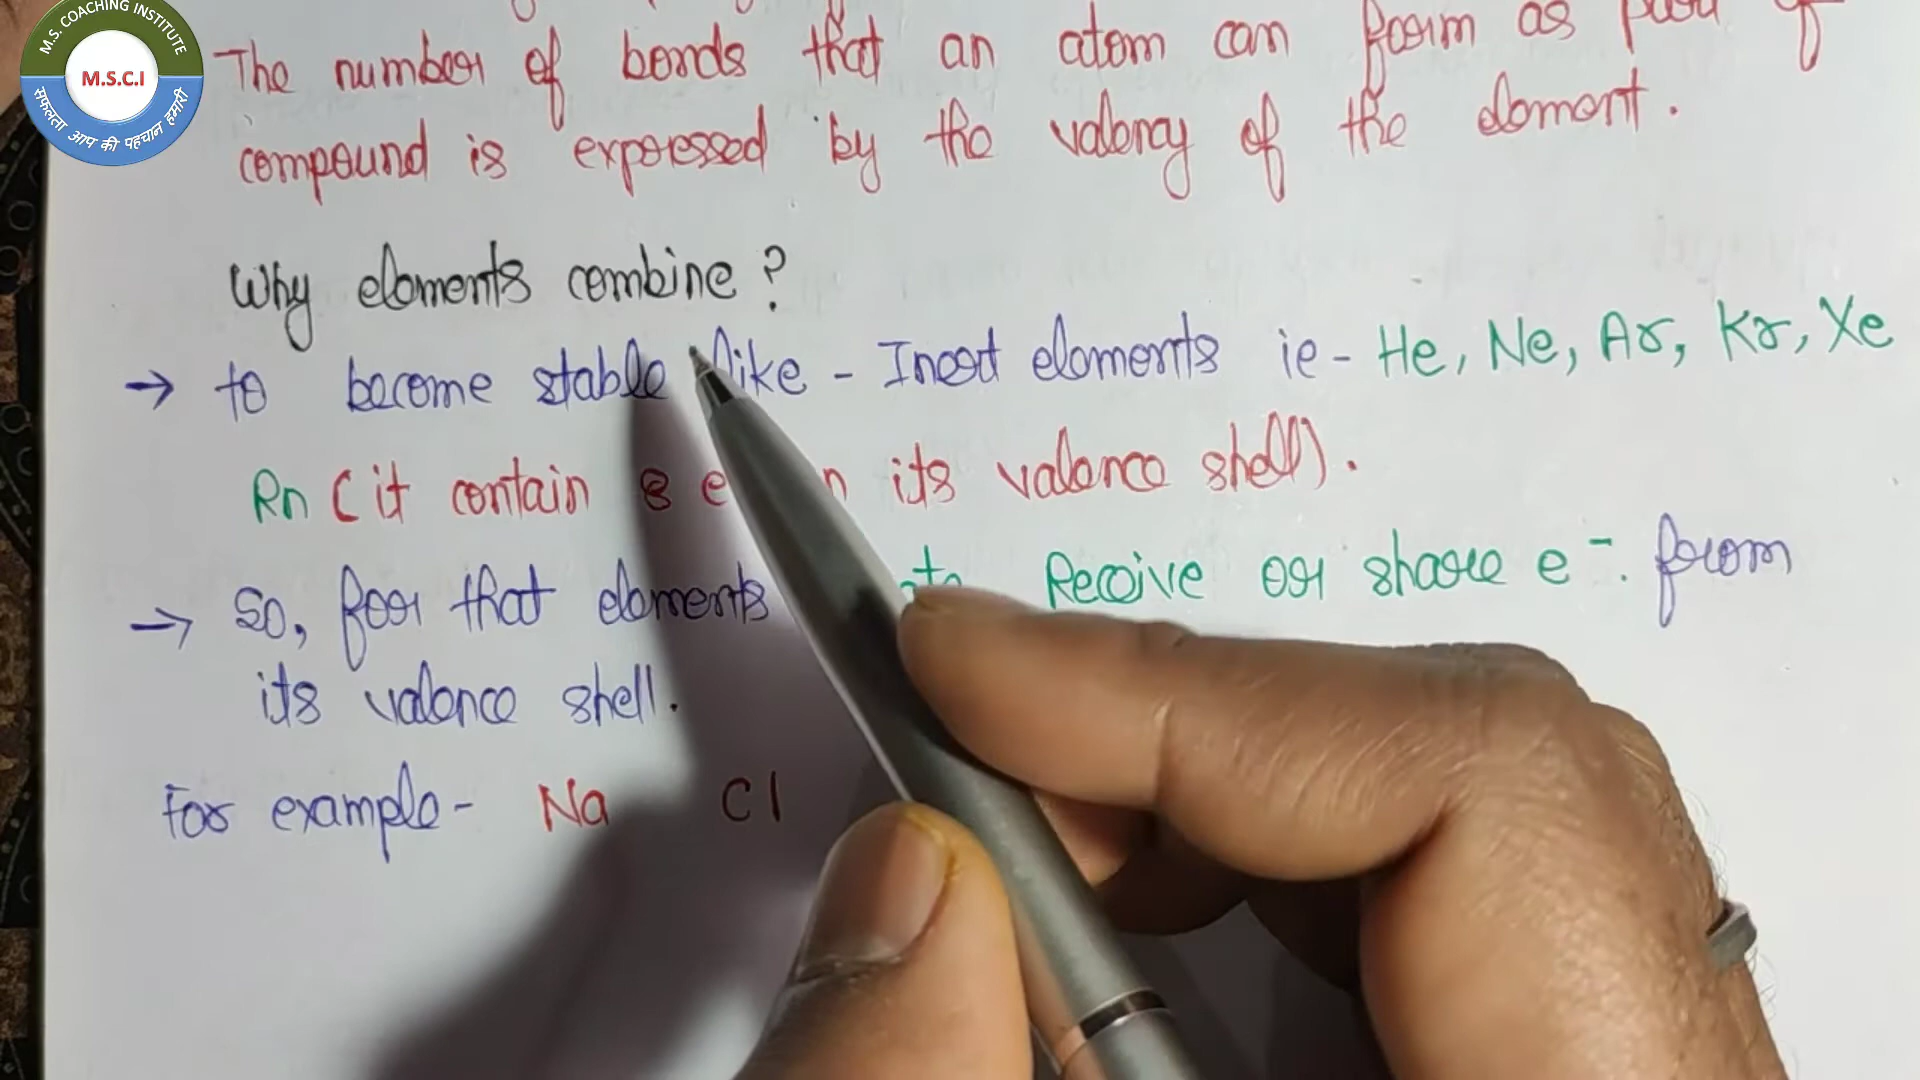 M.S. COACHING INSTITUTE
M.S.C.I
सफलता आप की पहचान हमारी
The number of bonds that an atom can form as part of
compound is expressed by the valency of the element.
Why elements combine ?
→ to become stable like - Inert elements ie - He, Ne, Ar, Kr, Xe
Rn ( it contain 8 its valence shell).
→ so, for that elements Receive or share e⁻. from
its valence shell.
For example - Na Cl